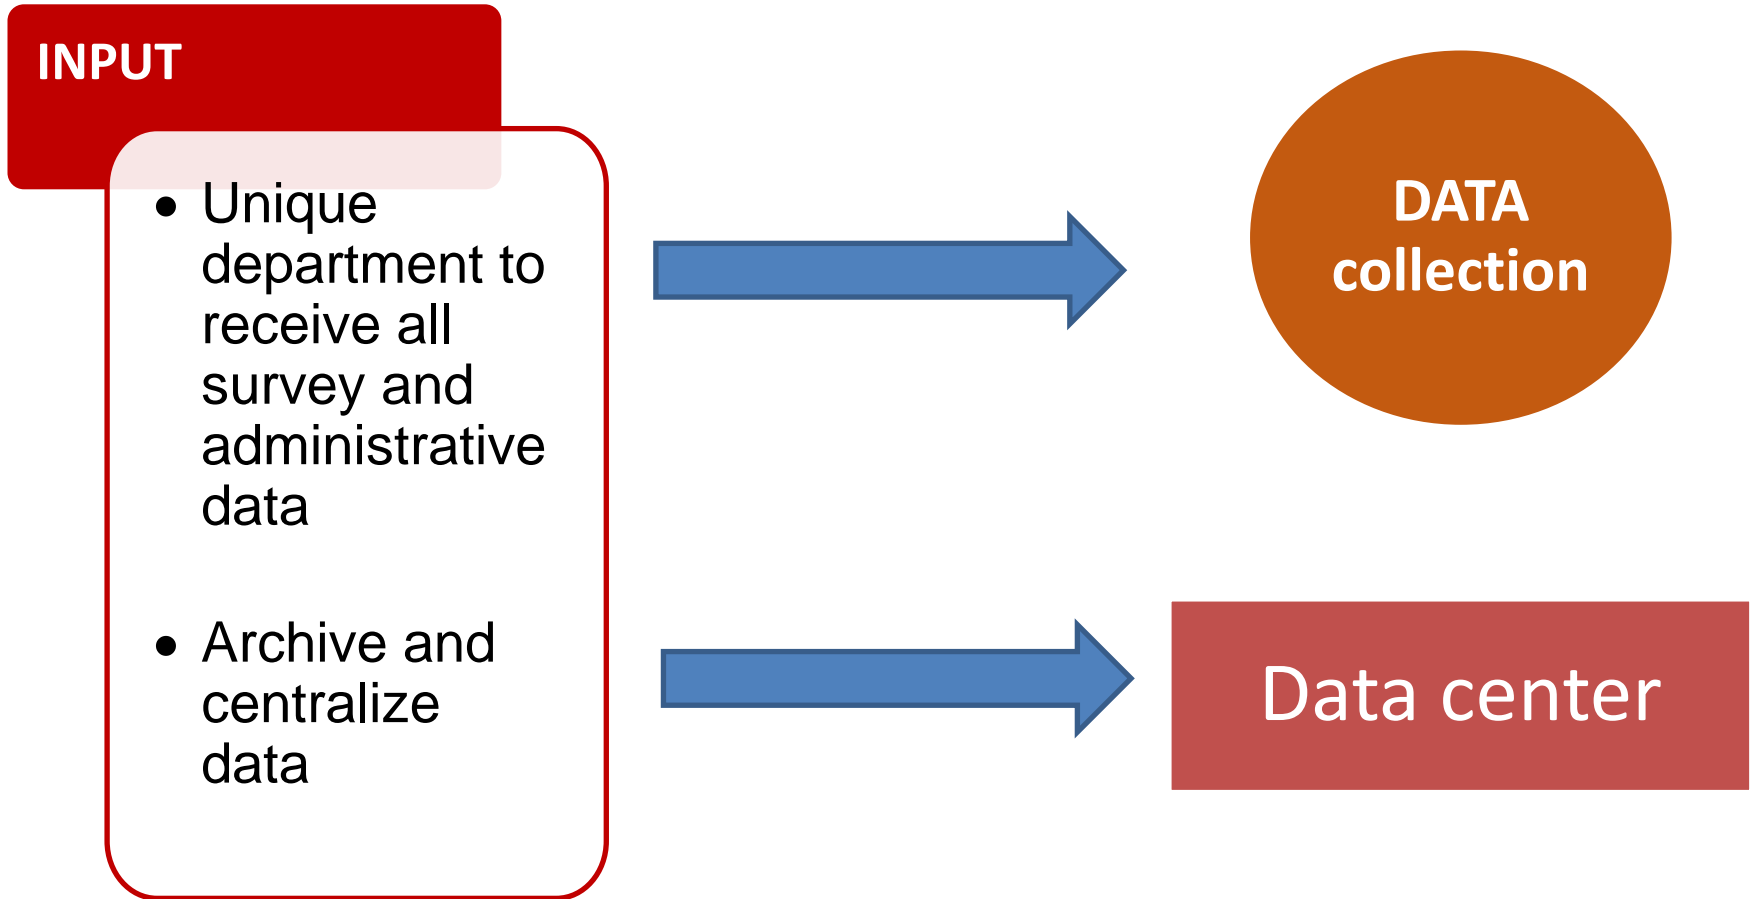 INPUT
• Unique
department to
receive all
survey and
administrative
data
• Archive and
centralize
data
DATA
collection
Data center